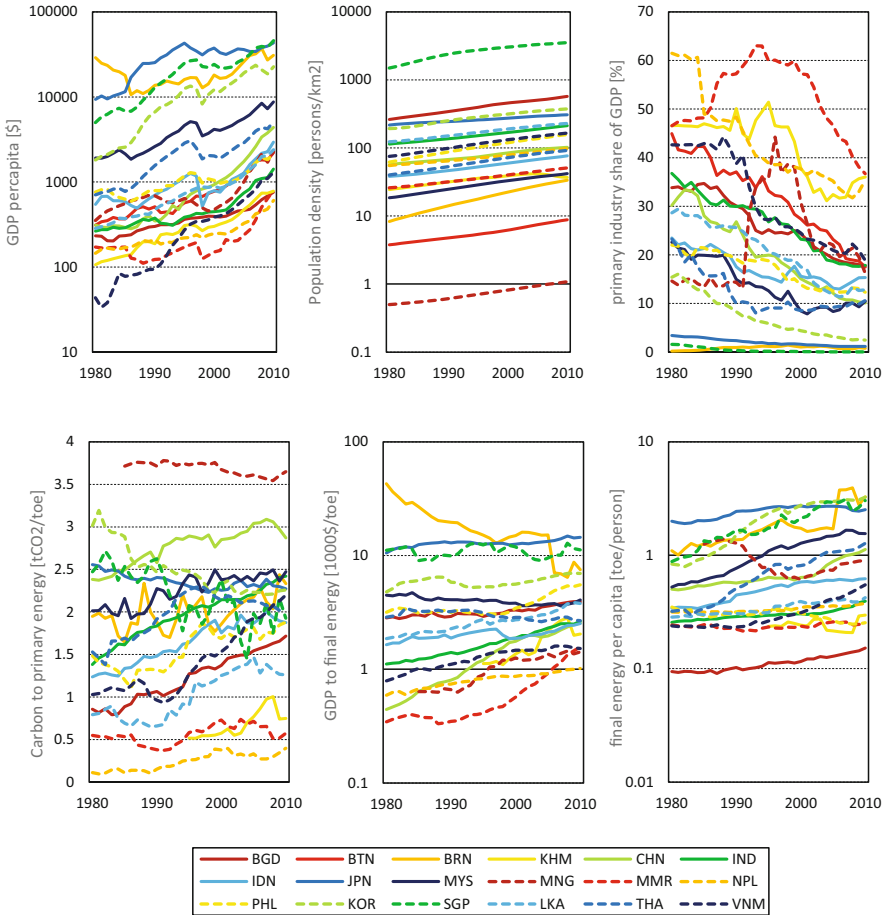 GDP percapita [$]
100000
10000
1000
100
10
1980 1990 2000 2010
Population density [persons/km2]
10000
1000
100
10
1
0.1
1980 1990 2000 2010
primary industry share of GDP [%]
70
60
50
40
30
20
10
0
1980 1990 2000 2010
Carbon to primary energy [tCO2/toe]
4
3.5
3
2.5
2
1.5
1
0.5
0
1980 1990 2000 2010
GDP to final energy [1000$/toe]
100
10
1
0.1
1980 1990 2000 2010
final energy per capita [toe/person]
10
1
0.1
0.01
1980 1990 2000 2010
BGD BTN BRN KHM CHN IND
IDN JPN MYS MNG MMR NPL
PHL KOR SGP LKA THA VNM